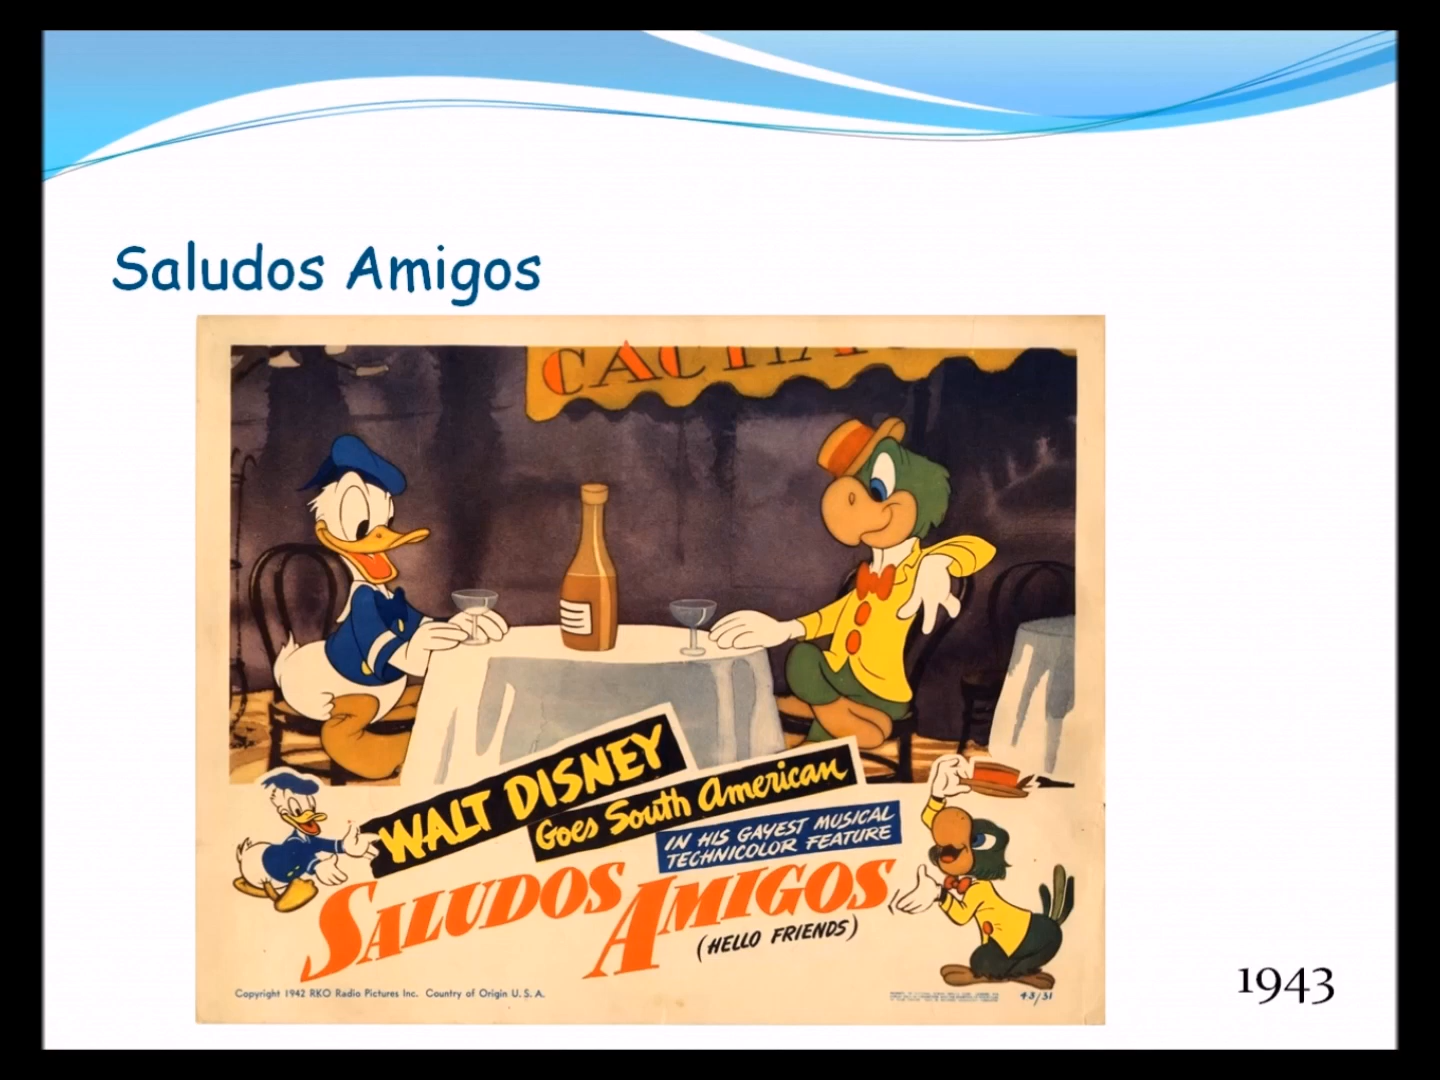 Saludos Amigos
WALT DISNEY
Goes South American
IN HIS GAYEST MUSICAL
TECHNICOLOR FEATURE
SALUDOS AMIGOS
(HELLO FRIENDS)
Copyright 1942 RKO Radio Pictures Inc. Country of Origin U. S. A.
43/31
1943